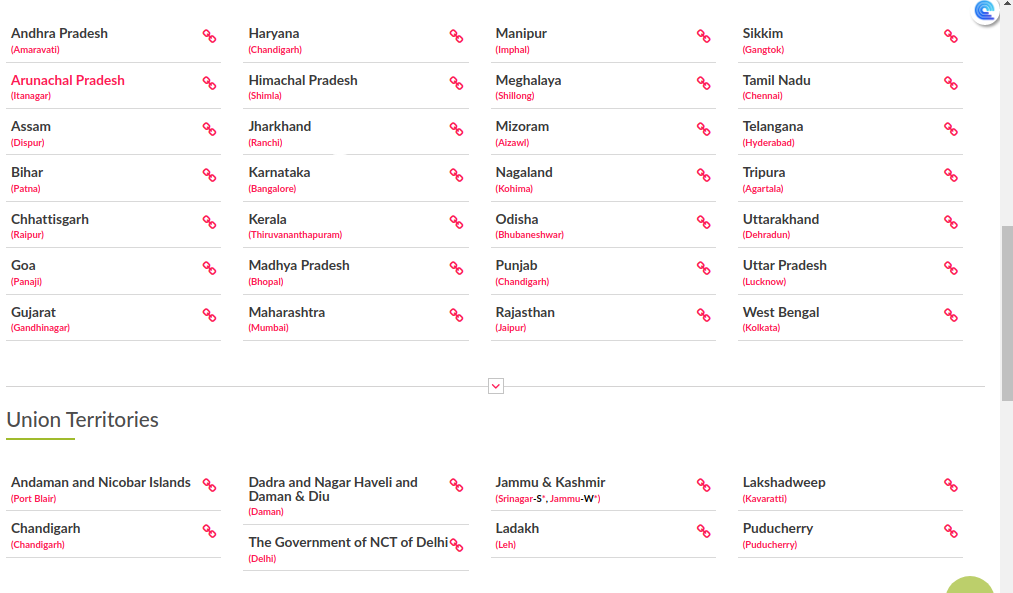 Andhra Pradesh
(Amaravati)
Arunachal Pradesh
(Itanagar)
Assam
(Dispur)
Bihar
(Patna)
Chhattisgarh
(Raipur)
Goa
(Panaji)
Gujarat
(Gandhinagar)
Haryana
(Chandigarh)
Himachal Pradesh
(Shimla)
Jharkhand
(Ranchi)
Karnataka
(Bangalore)
Kerala
(Thiruvananthapuram)
Madhya Pradesh
(Bhopal)
Maharashtra
(Mumbai)
Manipur
(Imphal)
Meghalaya
(Shillong)
Mizoram
(Aizawl)
Nagaland
(Kohima)
Odisha
(Bhubaneshwar)
Punjab
(Chandigarh)
Rajasthan
(Jaipur)
Sikkim
(Gangtok)
Tamil Nadu
(Chennai)
Telangana
(Hyderabad)
Tripura
(Agartala)
Uttarakhand
(Dehradun)
Uttar Pradesh
(Lucknow)
West Bengal
(Kolkata)
Union Territories
Andaman and Nicobar Islands
(Port Blair)
Chandigarh
(Chandigarh)
Dadra and Nagar Haveli and
Daman & Diu
(Daman)
The Government of NCT of Delhi
(Delhi)
Jammu & Kashmir
(Srinagar-S*, Jammu-W*)
Ladakh
(Leh)
Lakshadweep
(Kavaratti)
Puducherry
(Puducherry)